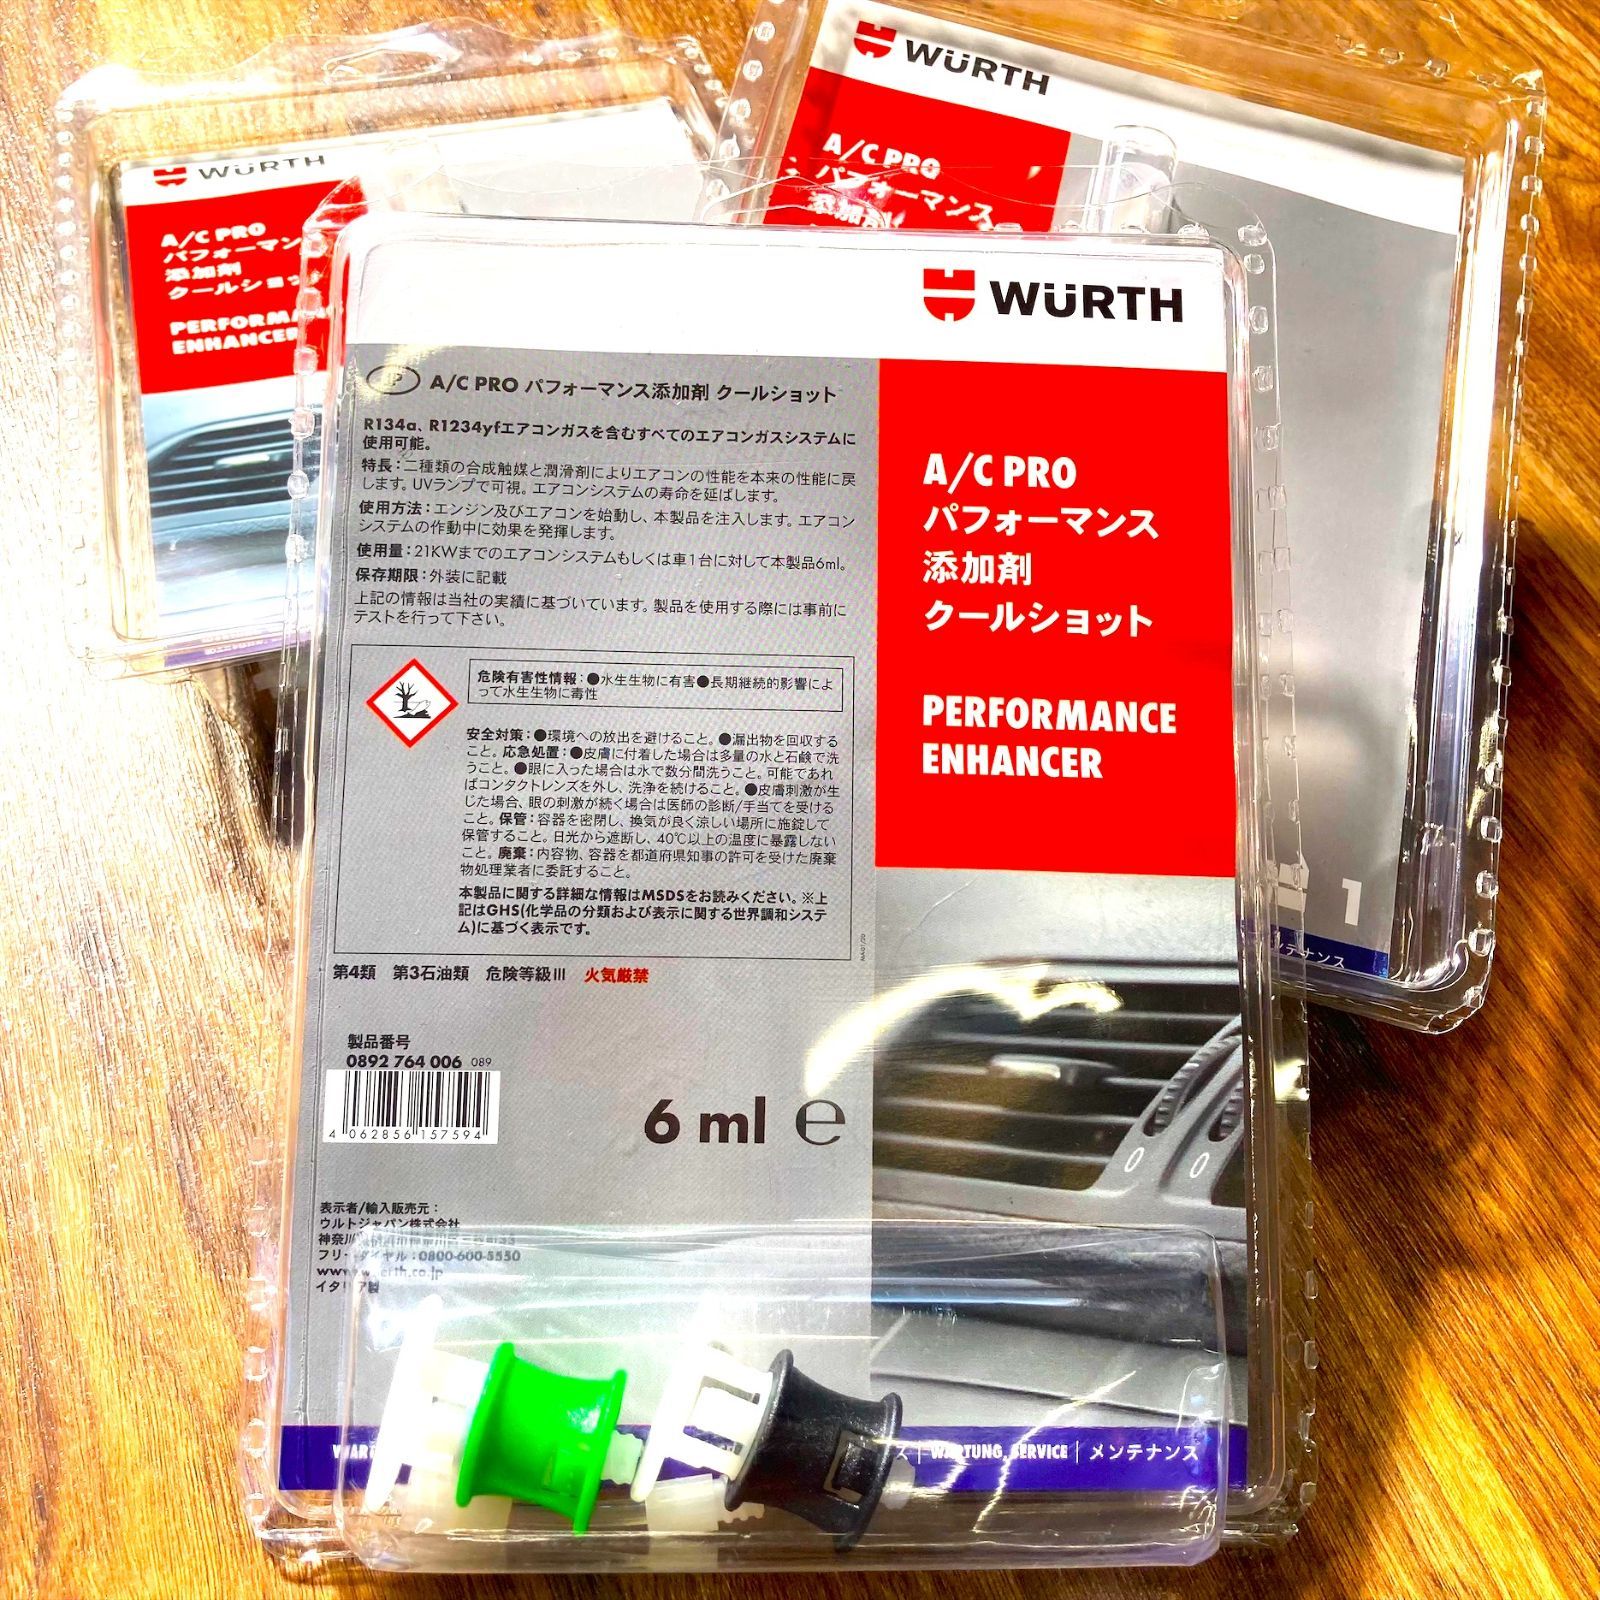 WÜRTH
A/C PRO
パフォーマン
添加剤
クールショッ
PERFORMA
ENHANCER
WÜRTH
A/C PRO
パフォーマンス
添加剤
1
メンテナンス
WÜRTH
A/C PRO パフォーマンス添加剤 クールショット
R134a、R1234yfエアコンガスを含むすべてのエアコンガスシステムに
使用可能。
特長：二種類の合成触媒と潤滑剤によりエアコンの性能を本来の性能に戻
します。UVランプで可視。エアコンシステムの寿命を延ばします。
使用方法：エンジン及びエアコンを始動し、本製品を注入します。エアコン
システムの作動中に効果を発揮します。
使用量：21KWまでのエアコンシステムもしくは車1台に対して本製品6ml。
保存期限：外装に記載
上記の情報は当社の実績に基づいています。製品を使用する際には事前に
テストを行って下さい。
危険有害性情報：●水生生物に有害●長期継続的影響によ
って水生生物に毒性
安全対策：●環境への放出を避けること。●漏出物を回収する
こと。応急処置：●皮膚に付着した場合は多量の水と石鹸で洗
うこと。●眼に入った場合は水で数分間洗うこと。可能であれ
ばコンタクトレンズを外し、洗浄を続けること。●皮膚刺激が生
じた場合、眼の刺激が続く場合は医師の診断/手当てを受ける
こと。保管：容器を密閉し、換気が良く涼しい場所に施錠して
保管すること。日光から遮断し、40℃以上の温度に暴露しない
こと。廃棄：内容物、容器を都道府県知事の許可を受けた廃棄
物処理業者に委託すること。
本製品に関する詳細な情報はMSDSをお読みください。※上
記はGHS(化学品の分類および表示に関する世界調和システ
ム)に基づく表示です。
MA01/20
第4類 第3石油類 危険等級III 火気厳禁
製品番号
0892 764 006 089
4 062856 157594
6 ml ℮
表示者/輸入販売元：
ウルトジャパン株式会社
神奈川
フリーダイヤル：0800-600-5550
イタリア製
A/C PRO
パフォーマンス
添加剤
クールショット
PERFORMANCE
ENHANCER
0 0
WART
ス | WARTUNG, SERVICE | メンテナンス